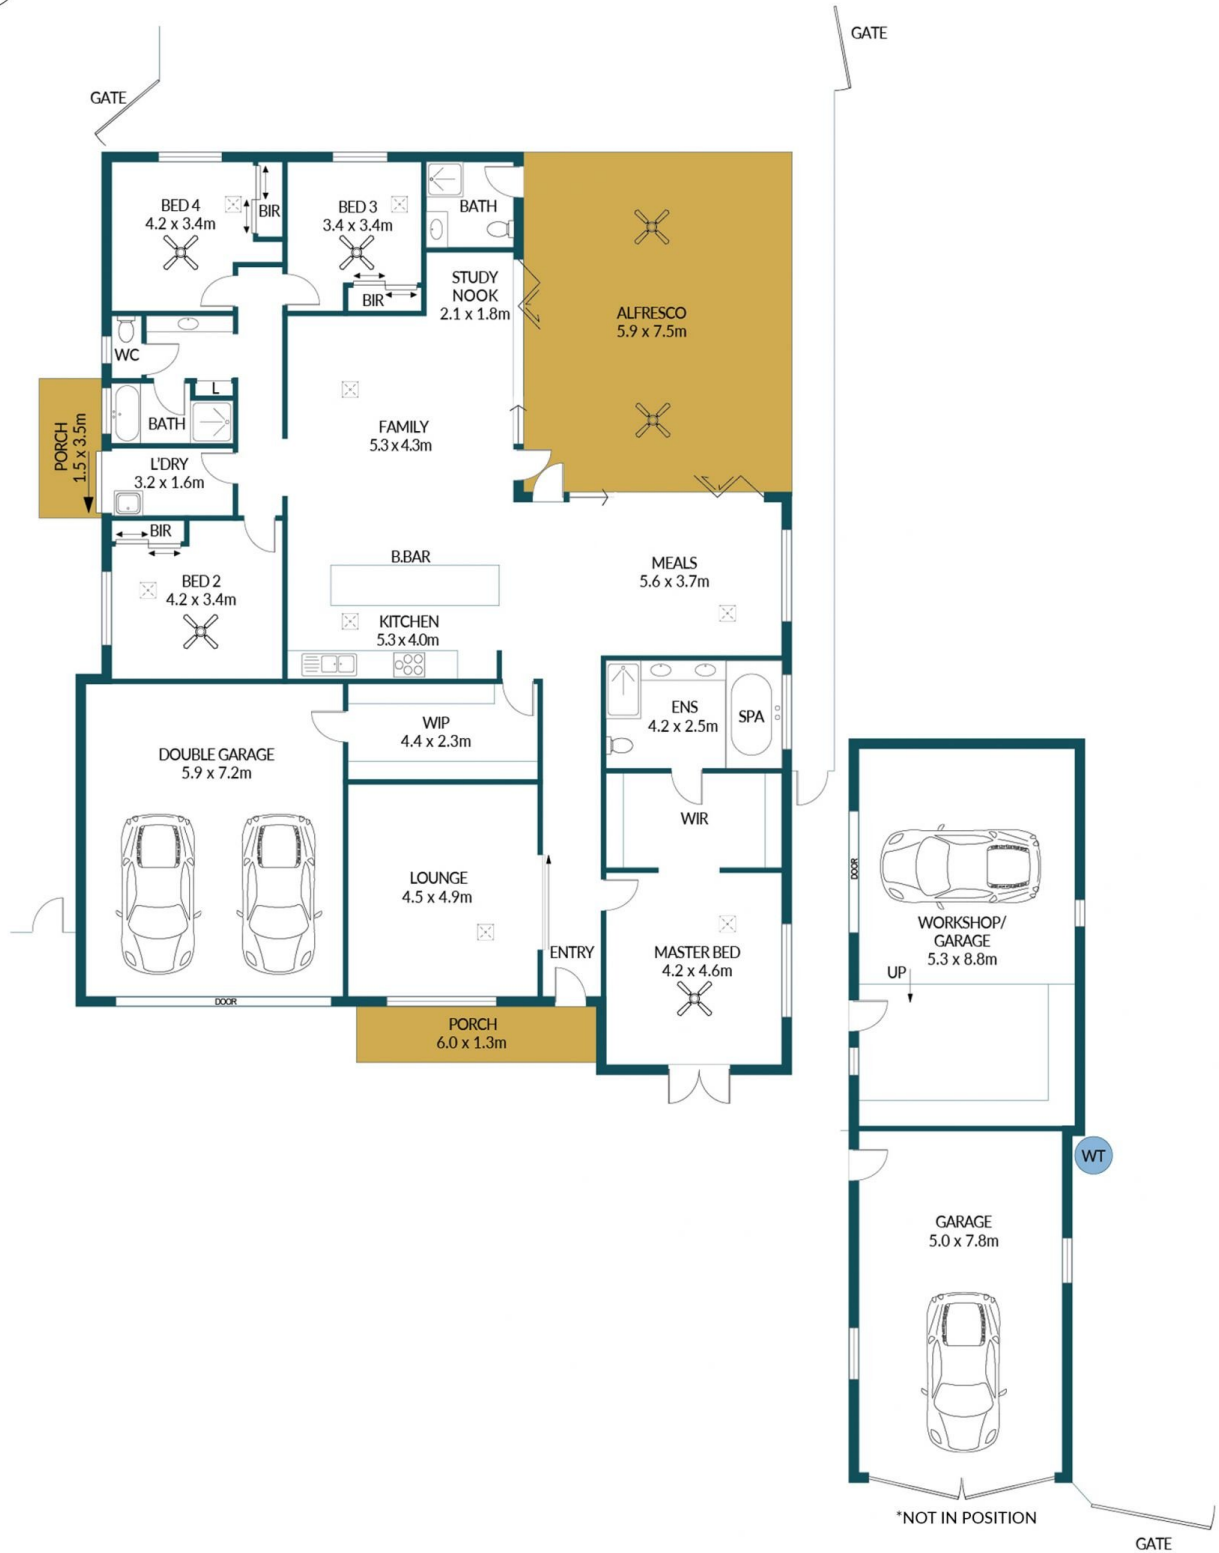 GATE
GATE
BED 4
4.2 x 3.4m
BIR
BED 3
3.4 x 3.4m
BIR
BATH
STUDY
NOOK
2.1 x 1.8m
ALFRESCO
5.9 x 7.5m
WC
L
BATH
PORCH
1.5 x 3.5m
L'DRY
3.2 x 1.6m
FAMILY
5.3 x 4.3m
BIR
BED 2
4.2 x 3.4m
B.BAR
KITCHEN
5.3 x 4.0m
MEALS
5.6 x 3.7m
ENS
4.2 x 2.5m
SPA
WIP
4.4 x 2.3m
DOUBLE GARAGE
5.9 x 7.2m
WIR
LOUNGE
4.5 x 4.9m
ENTRY
MASTER BED
4.2 x 4.6m
DOOR
PORCH
6.0 x 1.3m
DOOR
WORKSHOP/
GARAGE
5.3 x 8.8m
UP
WT
GARAGE
5.0 x 7.8m
*NOT IN POSITION
GATE